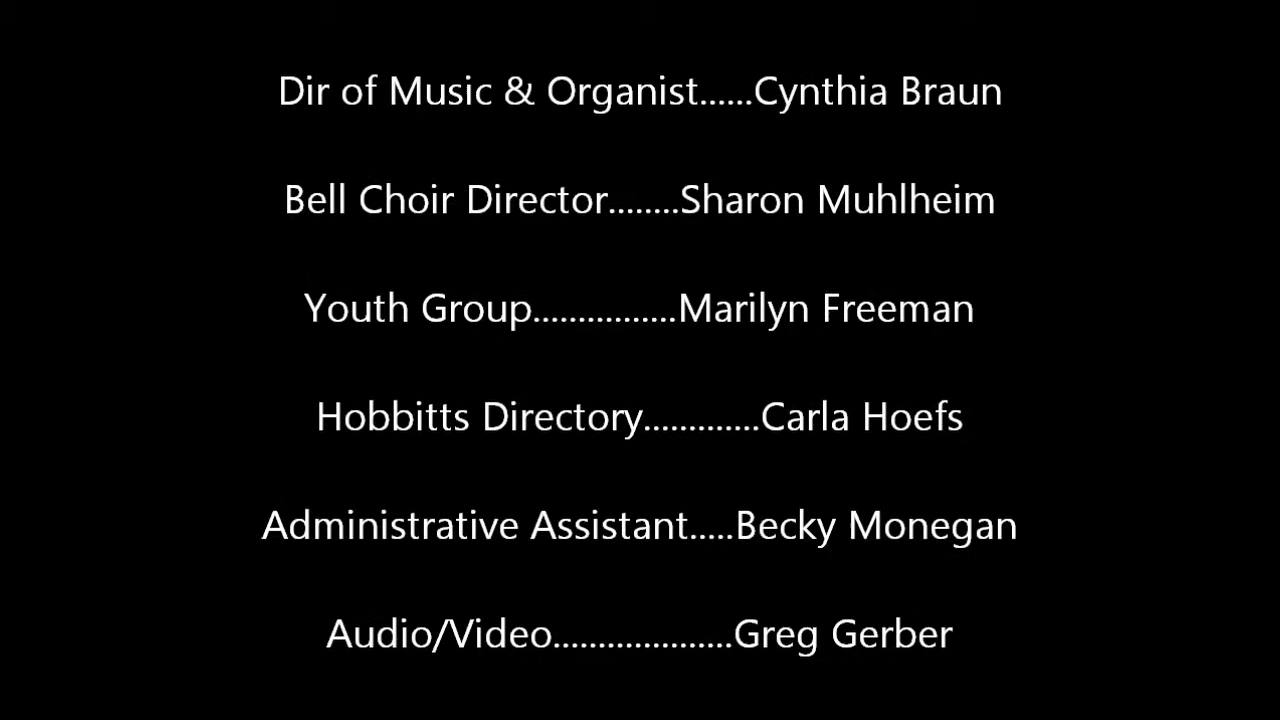 Dir of Music & Organist......Cynthia Braun
Bell Choir Director........Sharon Muhlheim
Youth Group................Marilyn Freeman
Hobbitts Directory.............Carla Hoefs
Administrative Assistant.....Becky Monegan
Audio/Video....................Greg Gerber